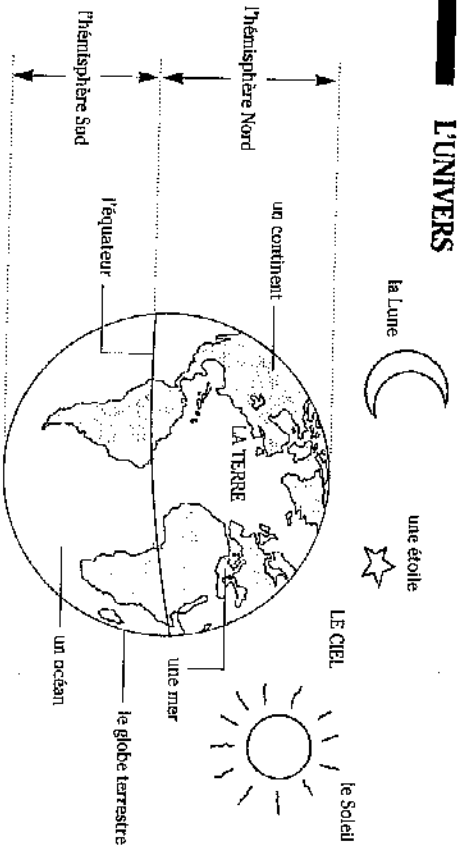 L'UNIVERS
la Lune
une étoile
LE CIEL
le Soleil
l'hémisphère Nord
un continent
LA TERRE
l'hémisphère Sud
l'équateur
une mer
un océan
le globe terrestre